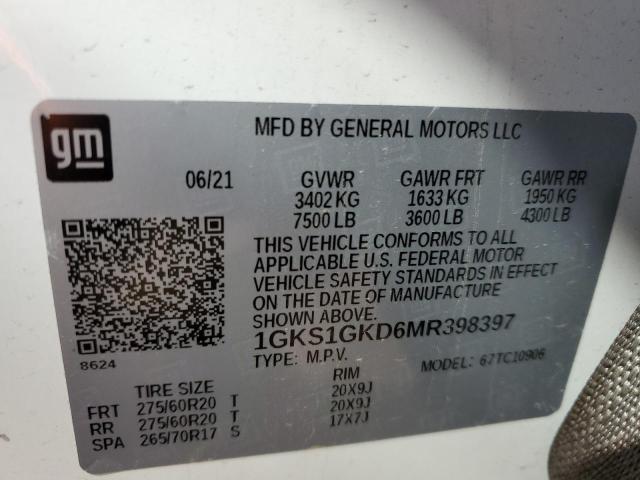 gm
MFD BY GENERAL MOTORS LLC
06/21 GVWR GAWR FRT GAWR RR
3402 KG 1633 KG 1950 KG
7500 LB 3600 LB 4300 LB
THIS VEHICLE CONFORMS TO ALL
APPLICABLE U.S. FEDERAL MOTOR
VEHICLE SAFETY STANDARDS IN EFFECT
ON THE DATE OF MANUFACTURE
SHOWN ABOVE.
1GKS1GKD6MR398397
8624 TYPE: M.P.V. MODEL: 62TC10906
TIRE SIZE RIM
FRT 275/60R20 T 20X9J
RR 275/60R20 T 20X9J
SPA 265/70R17 S 17X7J